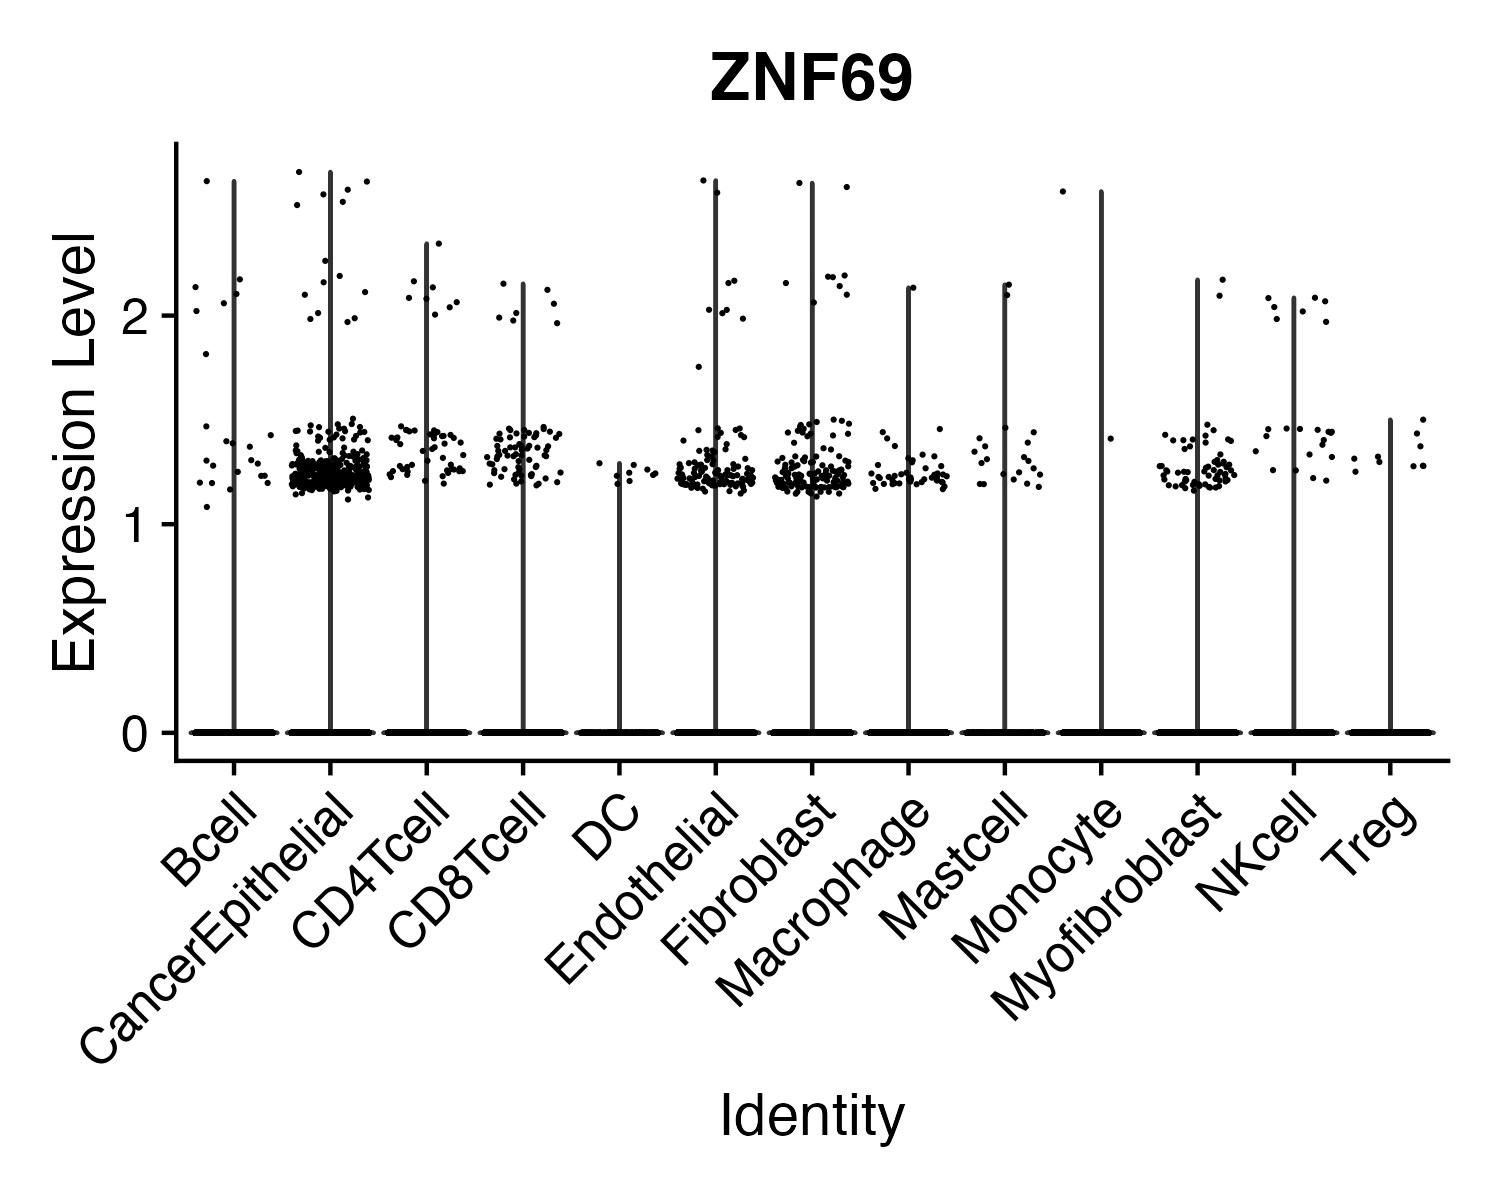 ZNF69
Expression Level
2
1
0
Bcell
CancerEpithelial
CD4Tcell
CD8Tcell
DC
Endothelial
Fibroblast
Macrophage
Mastcell
Monocyte
Myofibroblast
NKcell
Treg
Identity